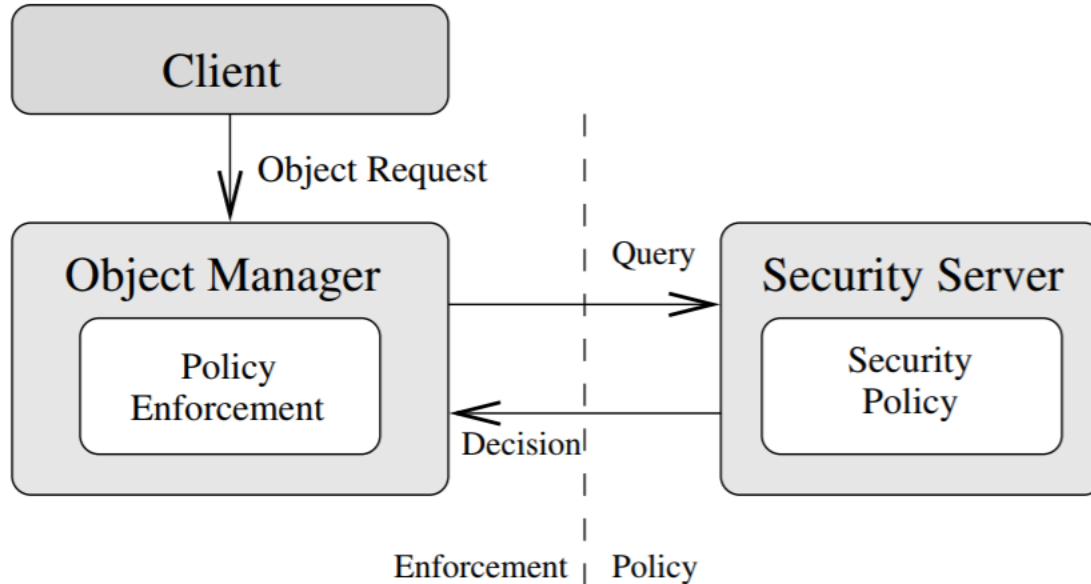 Client
Object Request
Object Manager
Policy
Enforcement
Query
Decision
Security Server
Security
Policy
Enforcement
Policy